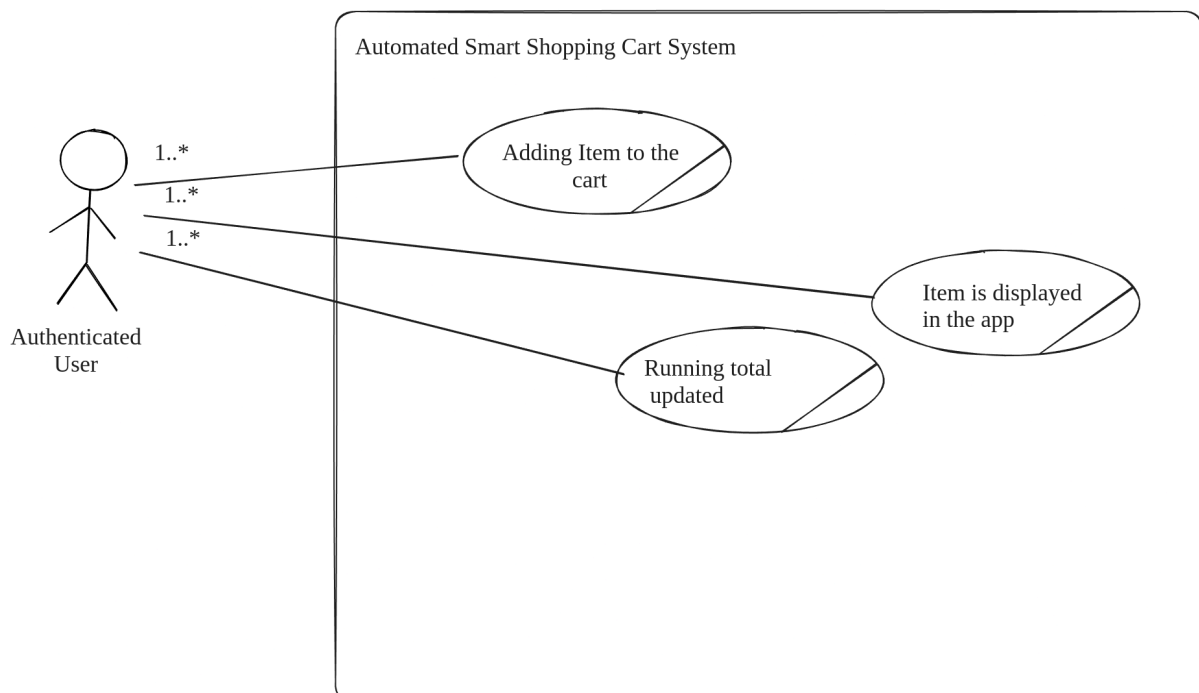 Automated Smart Shopping Cart System
1..*
Adding Item to the
cart
1..*
1..*
Item is displayed
in the app
Authenticated
User
Running total
updated